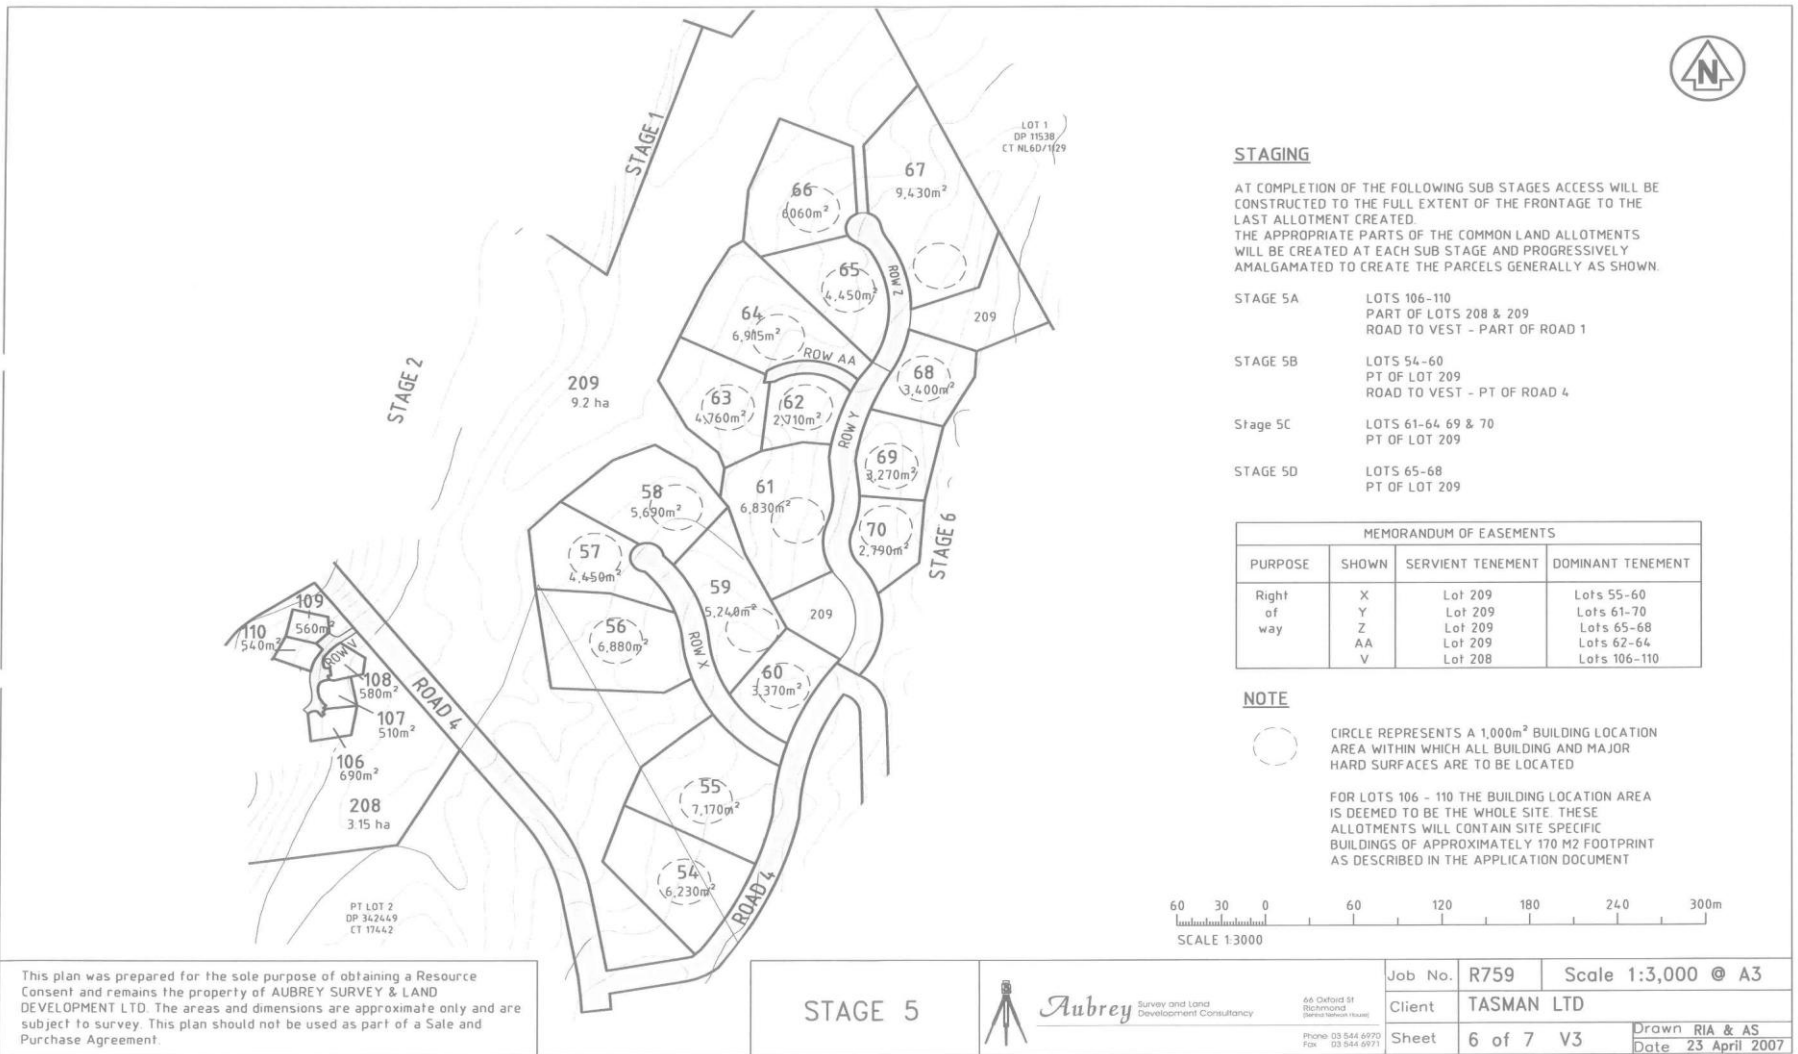 STAGE 1
STAGE 2
STAGE 6
LOT 1
DP 11538
CT NL6D/1129
66
6060m²
67
9,430m²
65
4,450m²
ROW Z
64
209
ROW AA
68
3,400m²
209
9.2 ha
63
4,760m²
62
2,710m²
ROW Y
69
3,270m²
58
5,690m²
61
6,830m²
70
2,790m²
57
4,450m²
59
5,240m²
209
56
6,880m²
ROW X
60
3,370m²
109
560m²
110
540m²
ROW V
108
580m²
107
510m²
106
690m²
208
3.15 ha
ROAD 4
55
7,170m²
54
6,230m²
ROAD 4
PT LOT 2
DP 342449
CT 17442
N
STAGING
AT COMPLETION OF THE FOLLOWING SUB STAGES ACCESS WILL BE
CONSTRUCTED TO THE FULL EXTENT OF THE FRONTAGE TO THE
LAST ALLOTMENT CREATED.
THE APPROPRIATE PARTS OF THE COMMON LAND ALLOTMENTS
WILL BE CREATED AT EACH SUB STAGE AND PROGRESSIVELY
AMALGAMATED TO CREATE THE PARCELS GENERALLY AS SHOWN.
STAGE 5A LOTS 106-110
PART OF LOTS 208 & 209
ROAD TO VEST - PART OF ROAD 1
STAGE 5B LOTS 54-60
PT OF LOT 209
ROAD TO VEST - PT OF ROAD 4
Stage 5C LOTS 61-64 69 & 70
PT OF LOT 209
STAGE 5D LOTS 65-68
PT OF LOT 209
MEMORANDUM OF EASEMENTS
PURPOSE SHOWN SERVIENT TENEMENT DOMINANT TENEMENT
Right X Lot 209 Lots 55-60
of Y Lot 209 Lots 61-70
way Z Lot 209 Lots 65-68
AA Lot 209 Lots 62-64
V Lot 208 Lots 106-110
NOTE
CIRCLE REPRESENTS A 1,000m² BUILDING LOCATION
AREA WITHIN WHICH ALL BUILDING AND MAJOR
HARD SURFACES ARE TO BE LOCATED
FOR LOTS 106 - 110 THE BUILDING LOCATION AREA
IS DEEMED TO BE THE WHOLE SITE. THESE
ALLOTMENTS WILL CONTAIN SITE SPECIFIC
BUILDINGS OF APPROXIMATELY 170 M2 FOOTPRINT
AS DESCRIBED IN THE APPLICATION DOCUMENT
60 30 0 60 120 180 240 300m
SCALE 1:3000
This plan was prepared for the sole purpose of obtaining a Resource
Consent and remains the property of AUBREY SURVEY & LAND
DEVELOPMENT LTD. The areas and dimensions are approximate only and are
subject to survey. This plan should not be used as part of a Sale and
Purchase Agreement.
STAGE 5
Aubrey
Survey and Land
Development Consultancy
66 Oxford St
Richmond
Phone 03 544 6970
Fax 03 544 6971
Job No. R759 Scale 1:3,000 @ A3
Client TASMAN LTD
Sheet 6 of 7 V3
Drawn RIA & AS
Date 23 April 2007